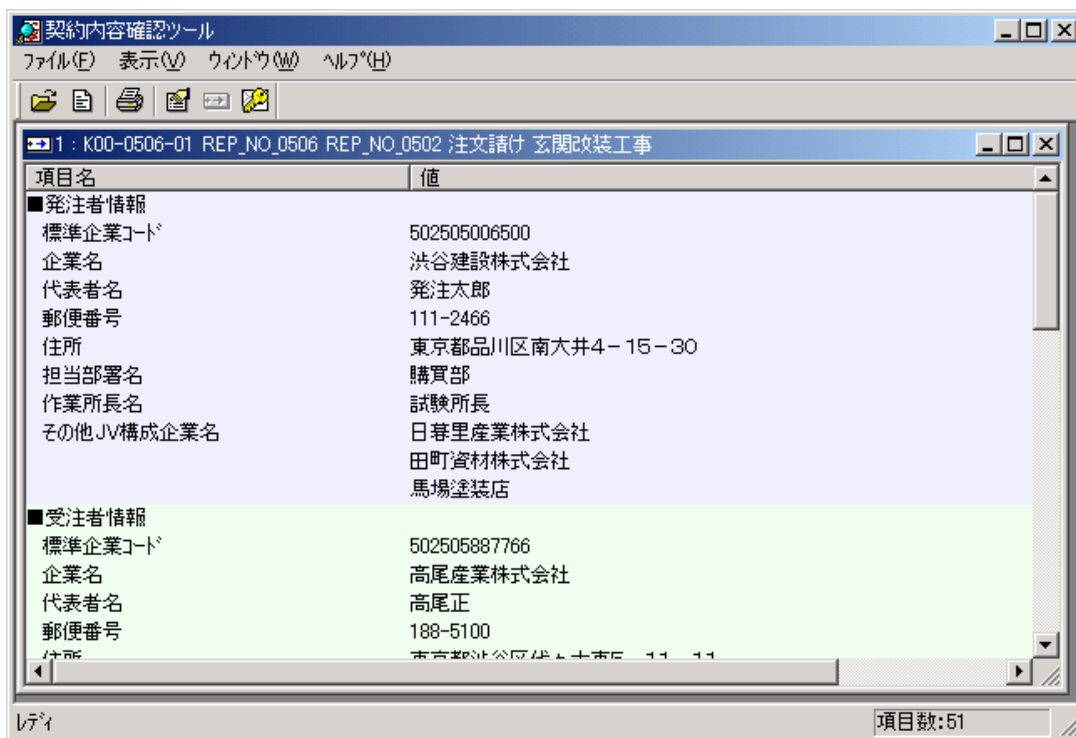 契約内容確認ツール
ファイル(F) 表示(V) ウィンドウ(W) ヘルプ(H)
1 : K00-0506-01 REP_NO_0506 REP_NO_0502 注文請け 玄関改装工事
項目名 値
■発注者情報
標準企業コード 502505006500
企業名 渋谷建設株式会社
代表者名 発注太郎
郵便番号 111-2466
住所 東京都品川区南大井4-15-30
担当部署名 購買部
作業所長名 試験所長
その他JV構成企業名 日暮里産業株式会社
田町資材株式会社
馬場塗装店
■受注者情報
標準企業コード 502505887766
企業名 高尾産業株式会社
代表者名 高尾正
郵便番号 188-5100
住所
レディ 項目数:51